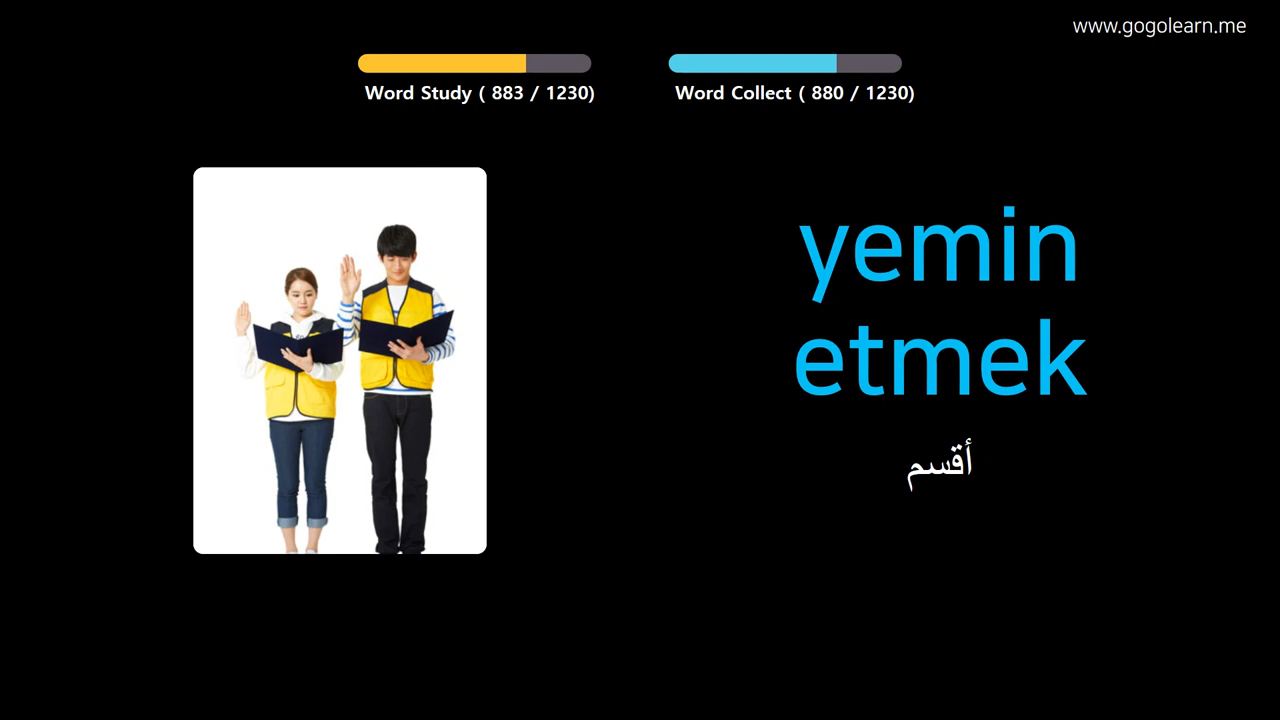 www.gogolearn.me
Word Study ( 883 / 1230)
Word Collect ( 880 / 1230)
yemin
etmek
أقسم